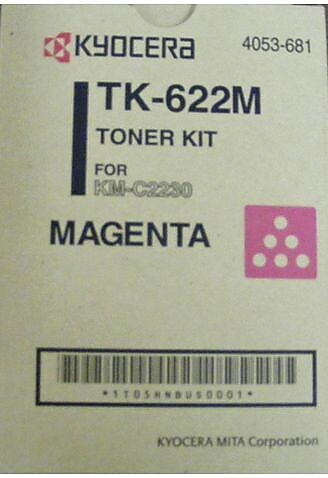 KYOCERA 4053-681
TK-622M
TONER KIT
FOR
KM-C2230
MAGENTA
*1T05HNBUS0001*
KYOCERA MITA Corporation